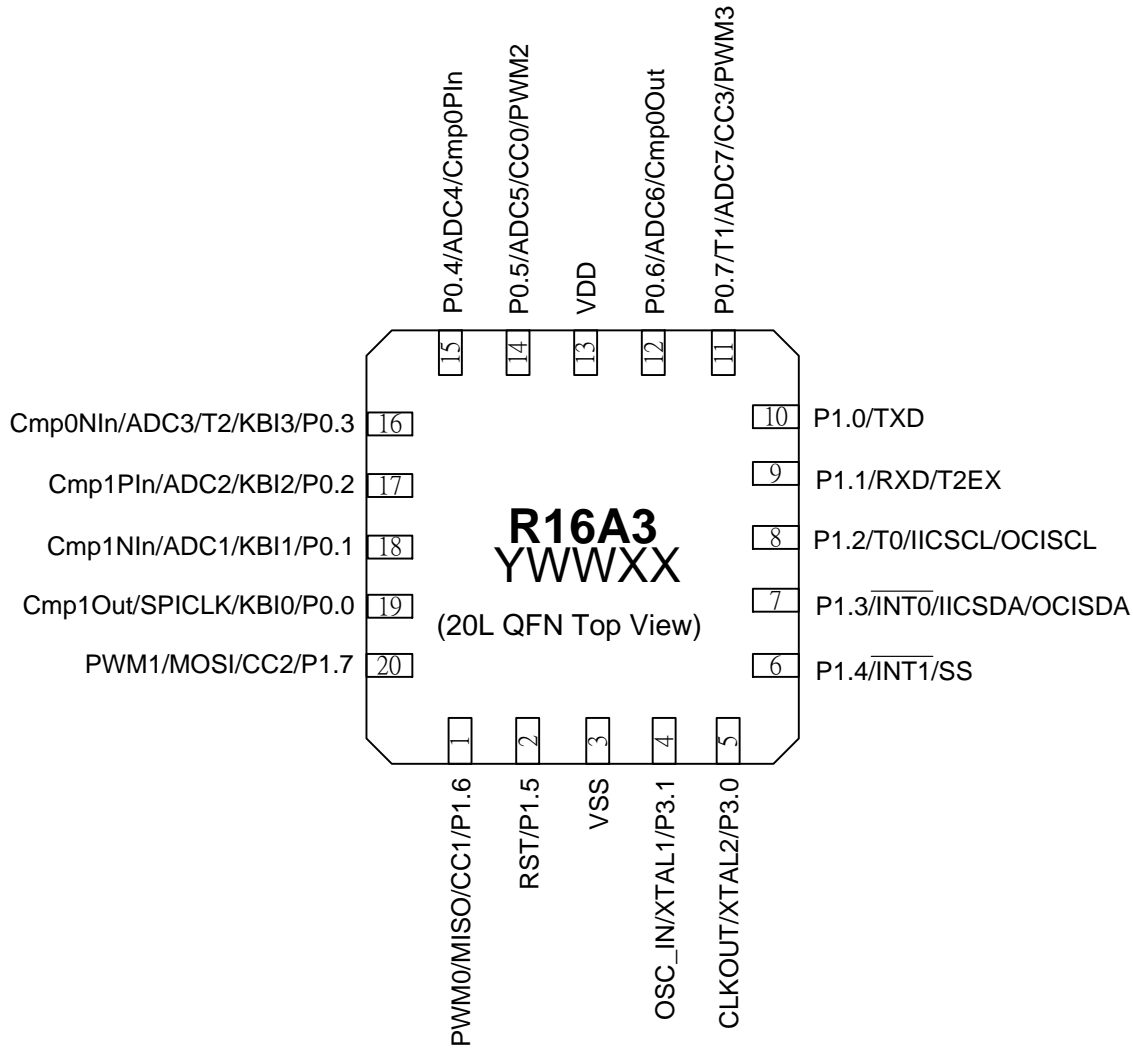 P0.4/ADC4/Cmp0PIn
P0.5/ADC5/CC0/PWM2
VDD
P0.6/ADC6/Cmp0Out
P0.7/T1/ADC7/CC3/PWM3
15
14
13
12
11
Cmp0NIn/ADC3/T2/KBI3/P0.3
16
10
P1.0/TXD
Cmp1PIn/ADC2/KBI2/P0.2
17
9
P1.1/RXD/T2EX
Cmp1NIn/ADC1/KBI1/P0.1
18
8
P1.2/T0/IICSCL/OCISCL
Cmp1Out/SPICLK/KBI0/P0.0
19
7
P1.3/INT0/IICSDA/OCISDA
PWM1/MOSI/CC2/P1.7
20
6
P1.4/INT1/SS
R16A3
YWWXX
(20L QFN Top View)
1
2
3
4
5
PWM0/MISO/CC1/P1.6
RST/P1.5
VSS
OSC_IN/XTAL1/P3.1
CLKOUT/XTAL2/P3.0